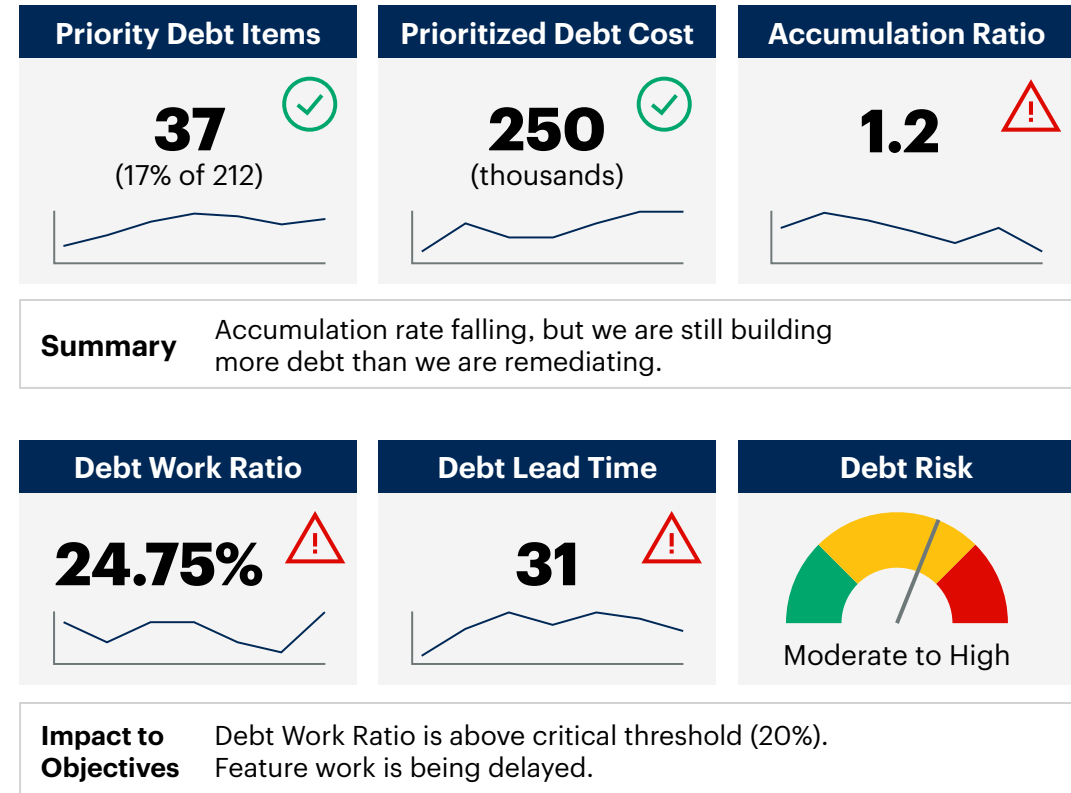 Priority Debt Items
37
(17% of 212)
Prioritized Debt Cost
250
(thousands)
Accumulation Ratio
1.2
Summary
Accumulation rate falling, but we are still building
more debt than we are remediating.
Debt Work Ratio
24.75%
Debt Lead Time
31
Debt Risk
Moderate to High
Impact to
Objectives
Debt Work Ratio is above critical threshold (20%).
Feature work is being delayed.